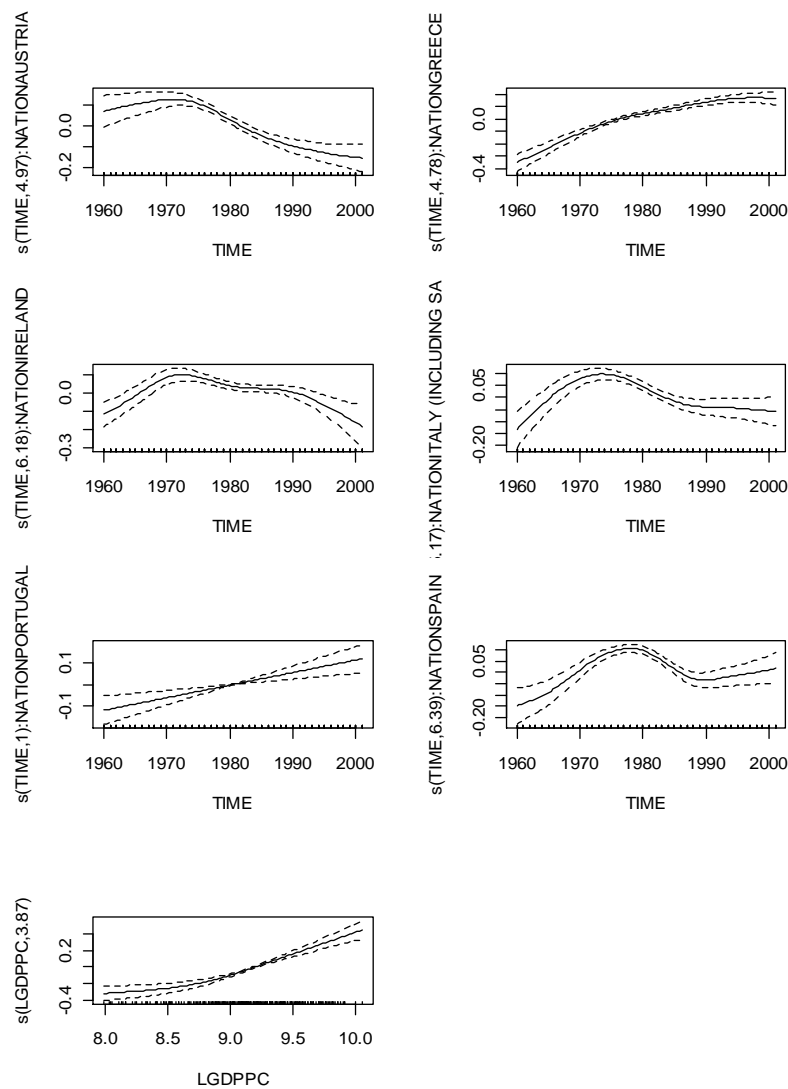 s(TIME,4.97):NATIONAUSTRIA
0.0
-0.2
1960 1970 1980 1990 2000
TIME
s(TIME,4.78):NATIONGREECE
0.0
-0.4
1960 1970 1980 1990 2000
TIME
s(TIME,6.18):NATIONIRELAND
0.0
-0.3
1960 1970 1980 1990 2000
TIME
.17):NATIONITALY (INCLUDING SA
0.05
-0.20
1960 1970 1980 1990 2000
TIME
s(TIME,1):NATIONPORTUGAL
0.1
-0.1
1960 1970 1980 1990 2000
TIME
s(TIME,6.39):NATIONSPAIN
0.05
-0.20
1960 1970 1980 1990 2000
TIME
s(LGDPPC,3.87)
0.2
-0.4
8.0 8.5 9.0 9.5 10.0
LGDPPC